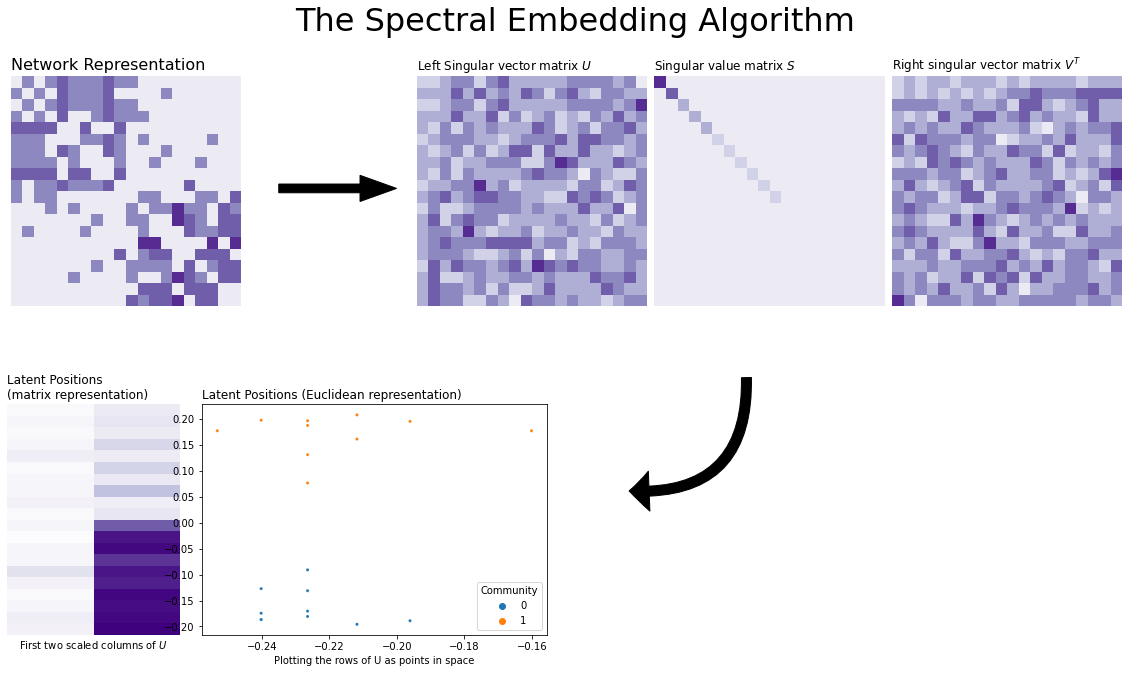 The Spectral Embedding Algorithm
Network Representation
Left Singular vector matrix U
Singular value matrix S
Right singular vector matrix V^T
Latent Positions
(matrix representation)
First two scaled columns of U
Latent Positions (Euclidean representation)
0.20
0.15
0.10
0.05
0.00
−0.05
−0.10
−0.15
−0.20
Community
0
1
−0.24 −0.22 −0.20 −0.18 −0.16
Plotting the rows of U as points in space